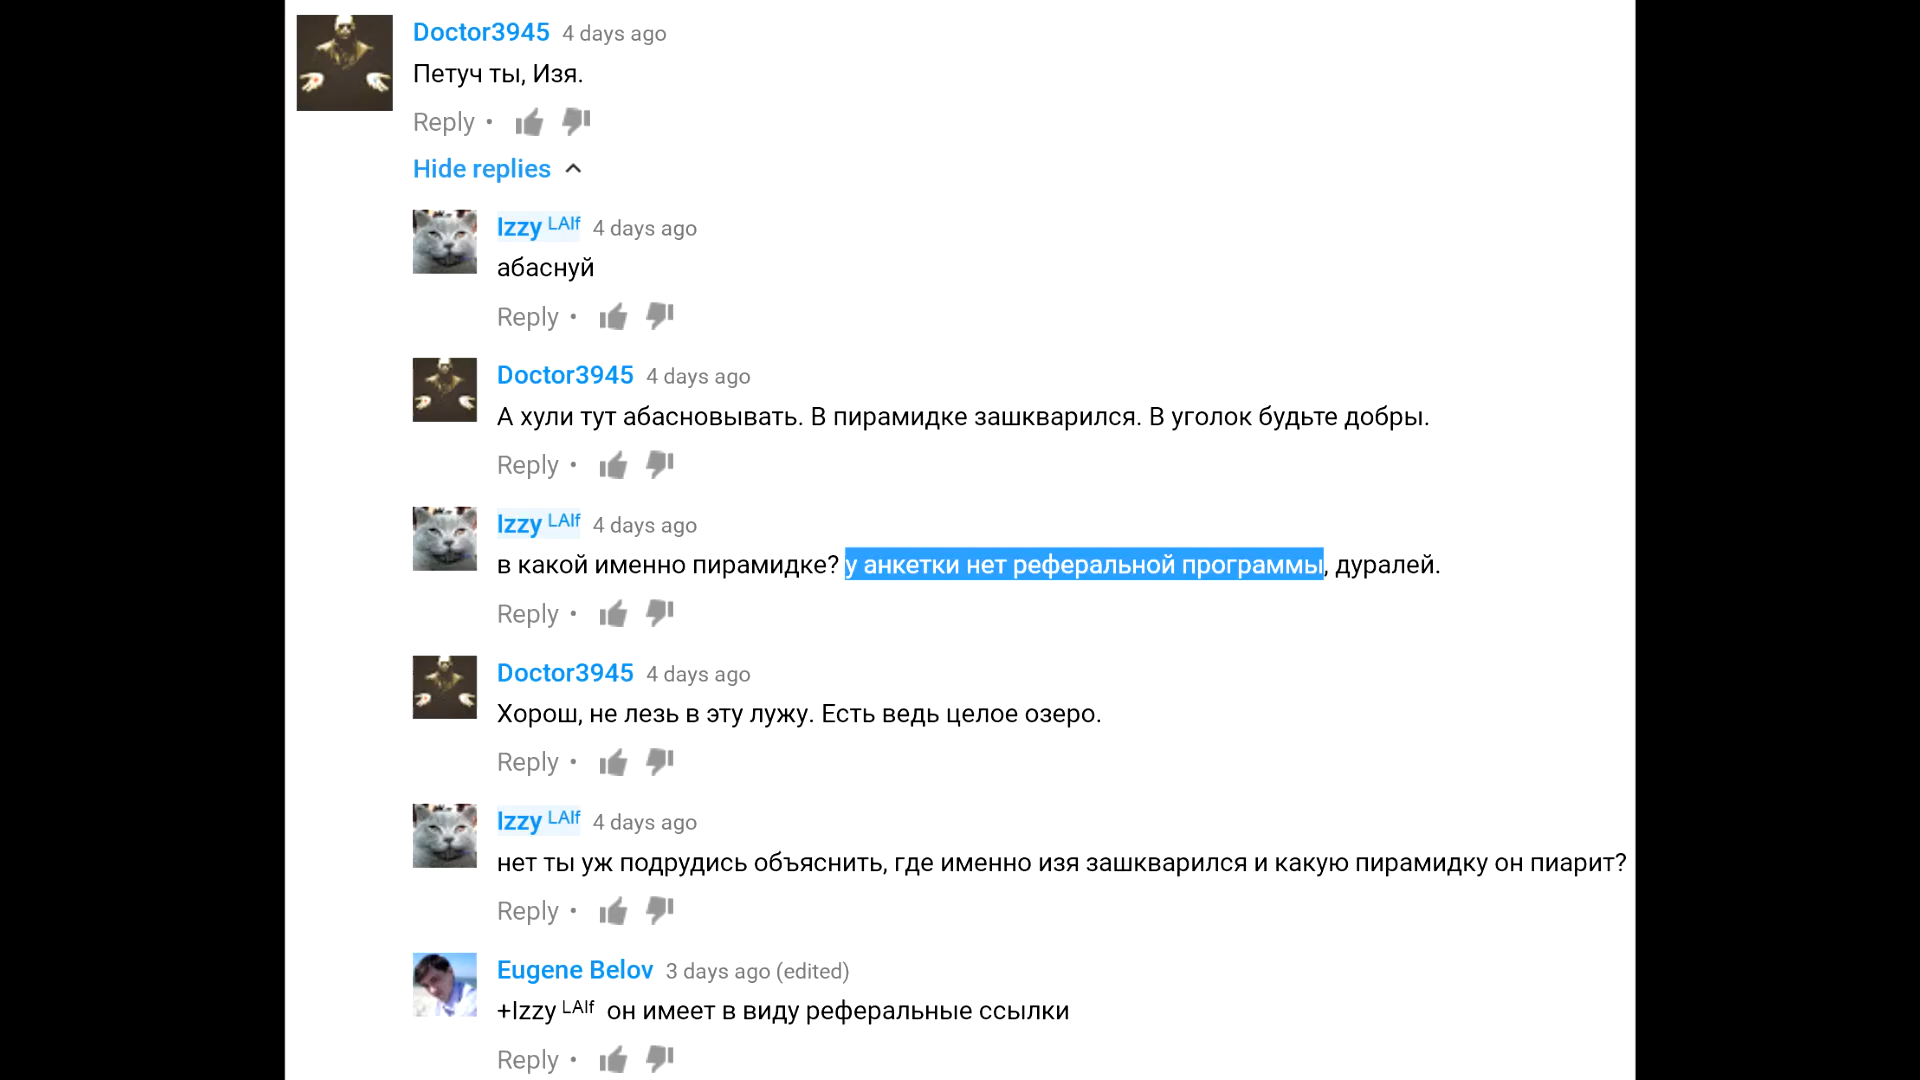 Doctor3945 4 days ago
Петуч ты, Изя.
Reply •
Hide replies
Izzy ᴸᴬᴵᶠ 4 days ago
абаснуй
Reply •
Doctor3945 4 days ago
А хули тут абасновывать. В пирамидке зашкварился. В уголок будьте добры.
Reply •
Izzy ᴸᴬᴵᶠ 4 days ago
в какой именно пирамидке? у анкетки нет реферальной программы, дуралей.
Reply •
Doctor3945 4 days ago
Хорош, не лезь в эту лужу. Есть ведь целое озеро.
Reply •
Izzy ᴸᴬᴵᶠ 4 days ago
нет ты уж подрудись объяснить, где именно изя зашкварился и какую пирамидку он пиарит?
Reply •
Eugene Belov 3 days ago (edited)
+Izzy ᴸᴬᴵᶠ он имеет в виду реферальные ссылки
Reply •